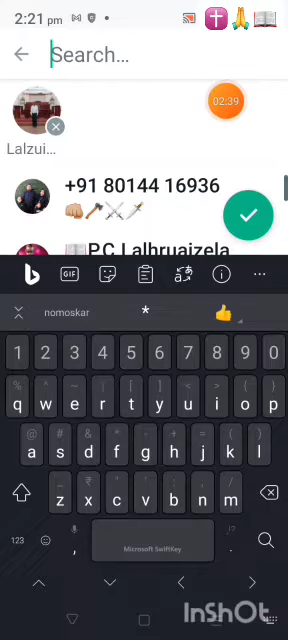 2:21 pm
Search...
02:39
Lalzui...
+91 80144 16936
📖P.C Lalhruaizela
GIF
nomoskar * 👍
1 2 3 4 5 6 7 8 9 0
% ^ ~ | [ ] < > { }
q w e r t y u i o p
@ # & * - + = ( )
a s d f g h j k l
_ ₹ " ' : ; /
z x c v b n m
123 , Microsoft SwiftKey . !?
InShOt